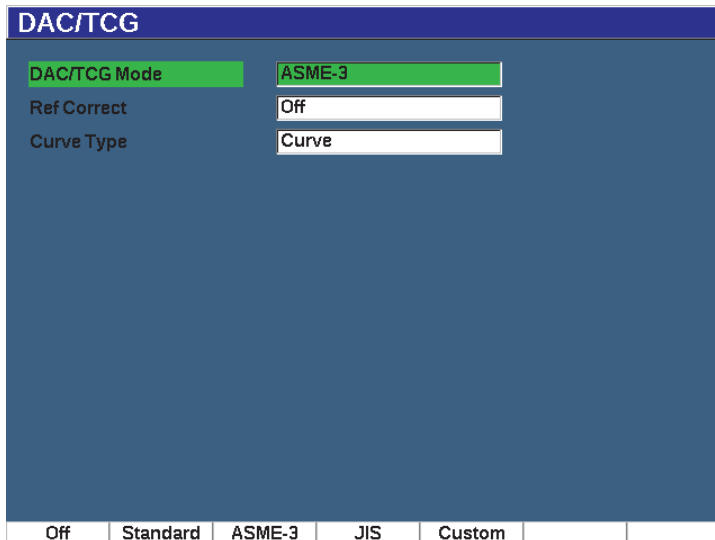 DAC/TCG
DAC/TCG Mode ASME-3
Ref Correct Off
Curve Type Curve
Off Standard ASME-3 JIS Custom